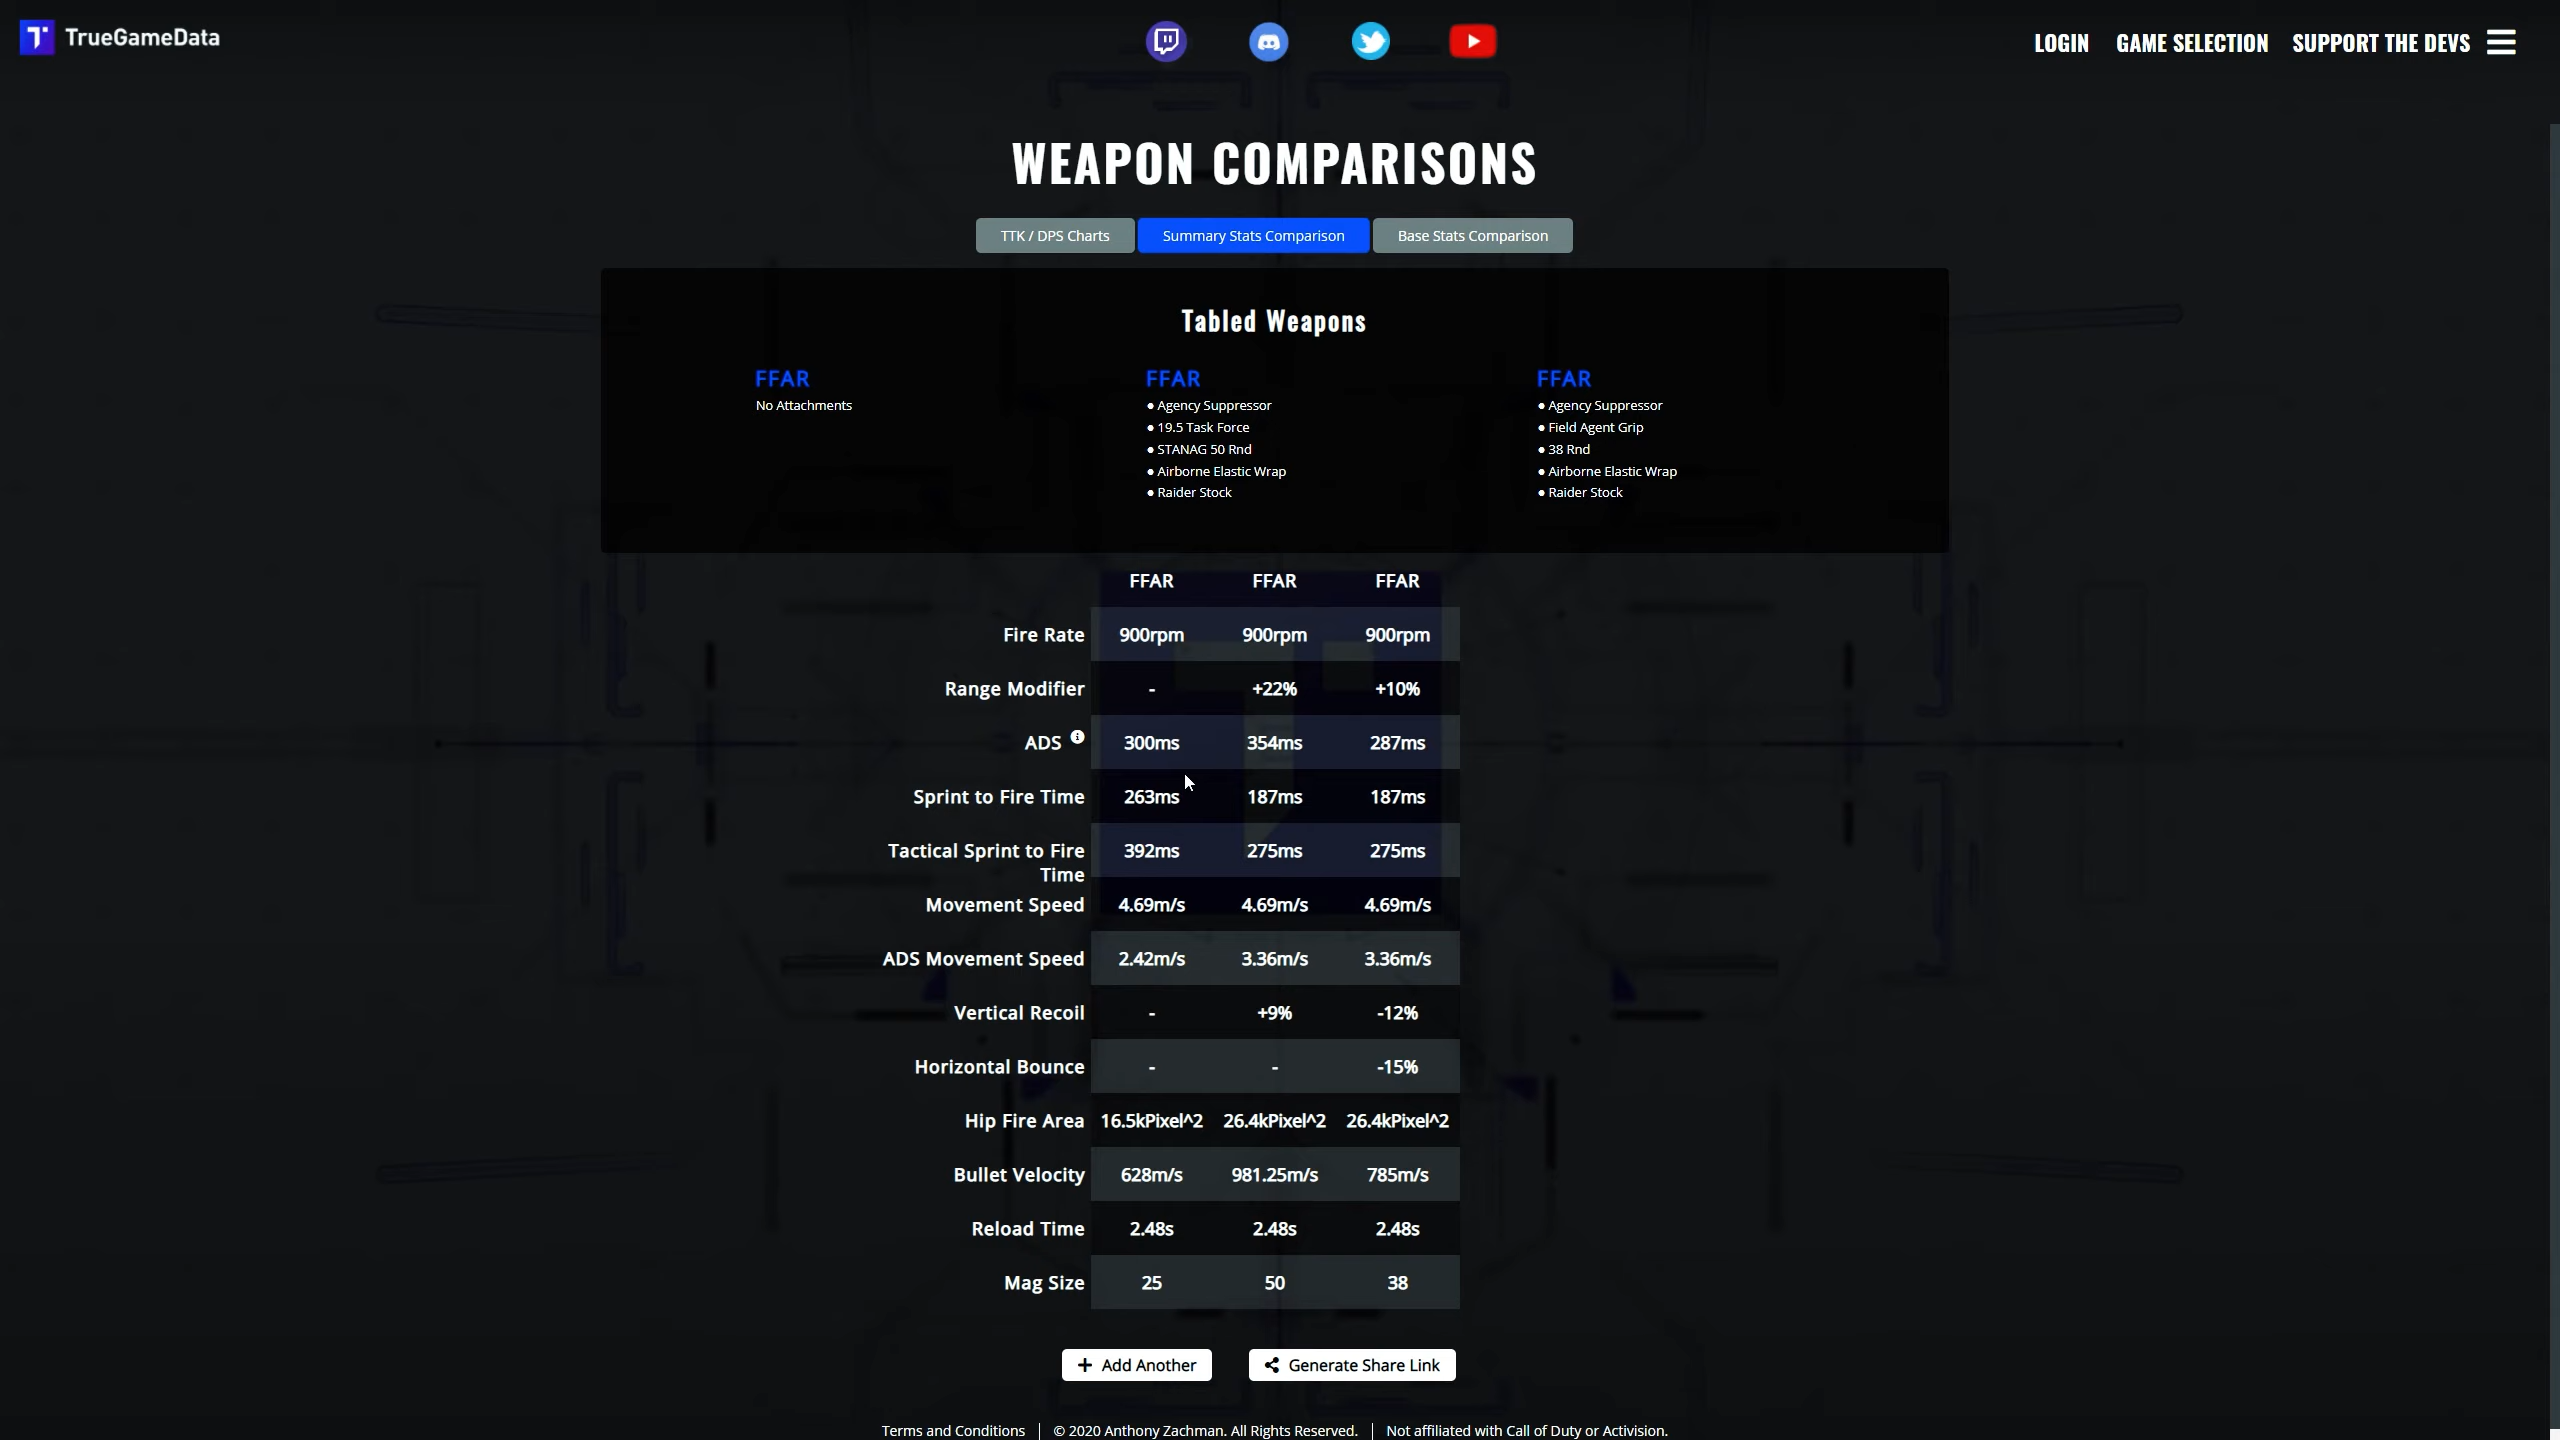 TrueGameData
LOGIN GAME SELECTION SUPPORT THE DEVS
WEAPON COMPARISONS
TTK / DPS Charts Summary Stats Comparison Base Stats Comparison
Tabled Weapons
FFAR
No Attachments
FFAR
● Agency Suppressor
● 19.5 Task Force
● STANAG 50 Rnd
● Airborne Elastic Wrap
● Raider Stock
FFAR
● Agency Suppressor
● Field Agent Grip
● 38 Rnd
● Airborne Elastic Wrap
● Raider Stock
FFAR FFAR FFAR
Fire Rate 900rpm 900rpm 900rpm
Range Modifier - +22% +10%
ADS 300ms 354ms 287ms
Sprint to Fire Time 263ms 187ms 187ms
Tactical Sprint to Fire 392ms 275ms 275ms
Time
Movement Speed 4.69m/s 4.69m/s 4.69m/s
ADS Movement Speed 2.42m/s 3.36m/s 3.36m/s
Vertical Recoil - +9% -12%
Horizontal Bounce - - -15%
Hip Fire Area 16.5kPixel^2 26.4kPixel^2 26.4kPixel^2
Bullet Velocity 628m/s 981.25m/s 785m/s
Reload Time 2.48s 2.48s 2.48s
Mag Size 25 50 38
+ Add Another Generate Share Link
Terms and Conditions | © 2020 Anthony Zachman. All Rights Reserved. | Not affiliated with Call of Duty or Activision.